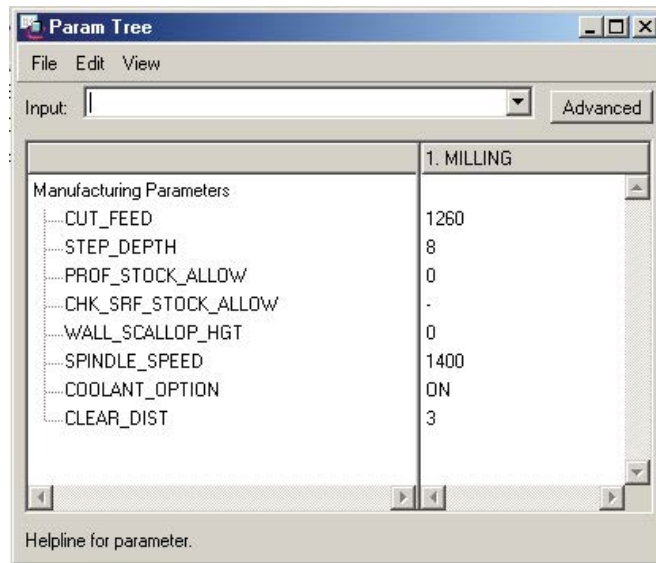 Param Tree
File Edit View
Input: Advanced
1. MILLING
Manufacturing Parameters
CUT_FEED 1260
STEP_DEPTH 8
PROF_STOCK_ALLOW 0
CHK_SRF_STOCK_ALLOW -
WALL_SCALLOP_HGT 0
SPINDLE_SPEED 1400
COOLANT_OPTION ON
CLEAR_DIST 3
Helpline for parameter.